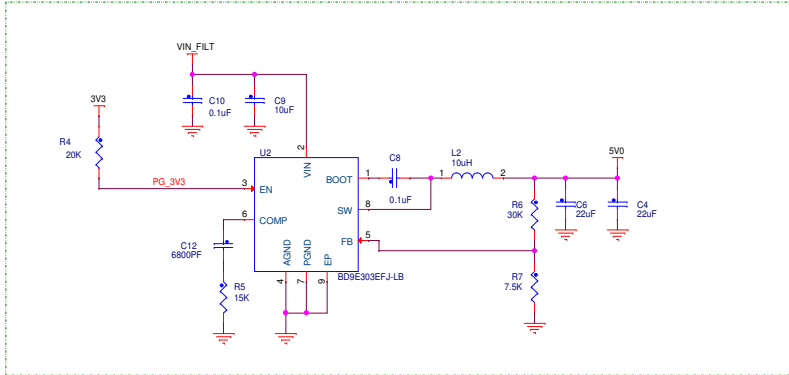 VIN_FILT
3V3
C10
0.1uF
C9
10uF
R4
20K
U2
2
VIN
C8
0.1uF
L2
10uH
5V0
1
BOOT
1
2
PG_3V3
3
EN
8
SW
R6
30K
C6
22uF
C4
22uF
6
COMP
5
FB
C12
6800PF
AGND
PGND
EP
BD9E303EFJ-LB
4
7
9
R5
15K
R7
7.5K